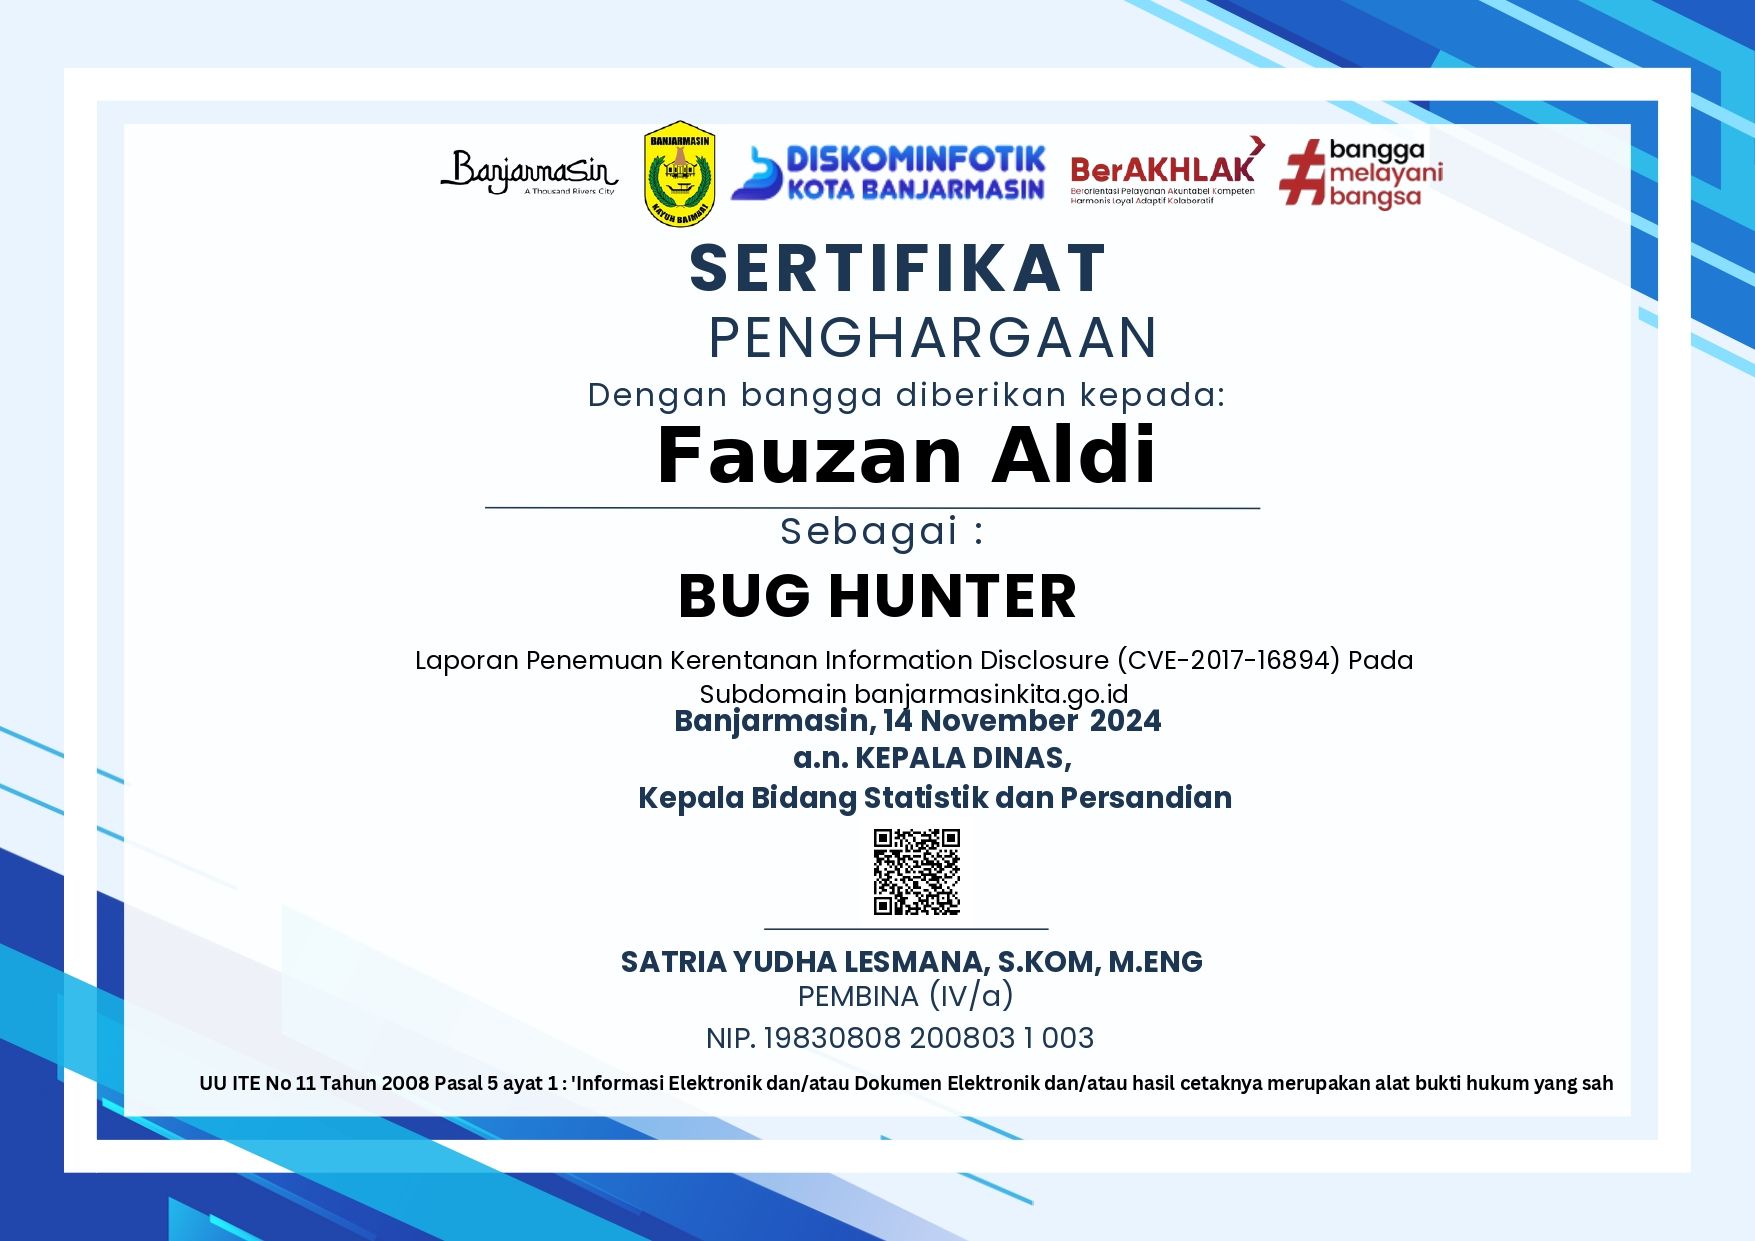 Banjarmasin
A Thousand Rivers City
BANJARMASIN
KAYUH BAIMBAI
DISKOMINFOTIK
KOTA BANJARMASIN
BerAKHLAK
Berorientasi Pelayanan Akuntabel Kompeten
Harmonis Loyal Adaptif Kolaboratif
#bangga
melayani
bangsa
SERTIFIKAT
PENGHARGAAN
Dengan bangga diberikan kepada:
Fauzan Aldi
Sebagai :
BUG HUNTER
Laporan Penemuan Kerentanan Information Disclosure (CVE-2017-16894) Pada
Subdomain banjarmasinkita.go.id
Banjarmasin, 14 November 2024
a.n. KEPALA DINAS,
Kepala Bidang Statistik dan Persandian
SATRIA YUDHA LESMANA, S.KOM, M.ENG
PEMBINA (IV/a)
NIP. 19830808 200803 1 003
UU ITE No 11 Tahun 2008 Pasal 5 ayat 1 : 'Informasi Elektronik dan/atau Dokumen Elektronik dan/atau hasil cetaknya merupakan alat bukti hukum yang sah